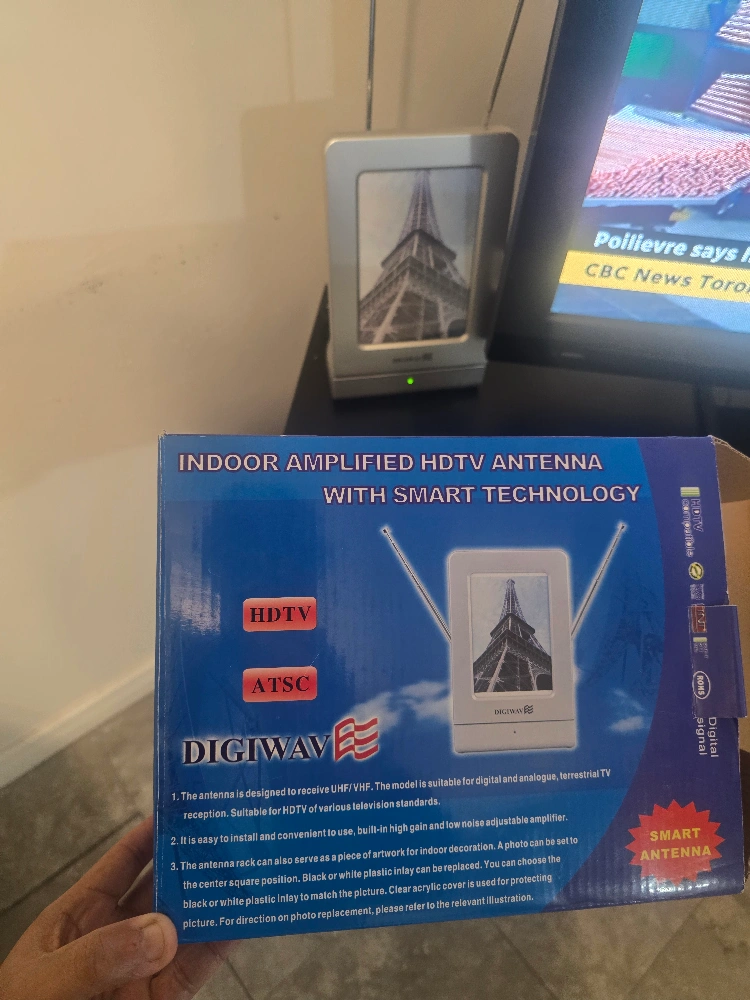 Poilievre says
CBC News Toro
INDOOR AMPLIFIED HDTV ANTENNA
WITH SMART TECHNOLOGY
HDTV
ATSC
DIGIWAVE
DIGIWAVE
1. The antenna is designed to receive UHF/ VHF. The model is suitable for digital and analogue, terrestrial TV
reception. Suitable for HDTV of various television standards.
2. It is easy to install and convenient to use, built-in high gain and low noise adjustable amplifier.
3. The antenna rack can also serve as a piece of artwork for indoor decoration. A photo can be set to
the center square position. Black or white plastic inlay can be replaced. You can choose the
black or white plastic inlay to match the picture. Clear acrylic cover is used for protecting
picture. For direction on photo replacement, please refer to the relevant illustration.
SMART
ANTENNA
HDTV
compatible
ROHS
Digital
signal